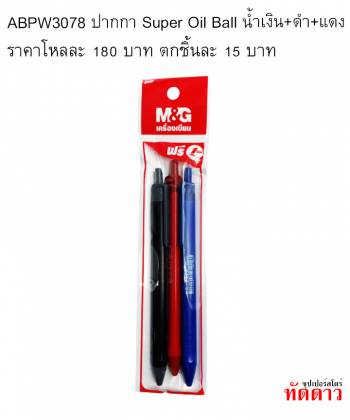 ABPW3078 ปากกา Super Oil Ball น้ำเงิน+ดำ+แดง
ราคาโหลละ 180 บาท ตกชิ้นละ 15 บาท
M&G
เครื่องเขียน
ฟรี
ซุปเปอร์สโตร์
ทัดดาว